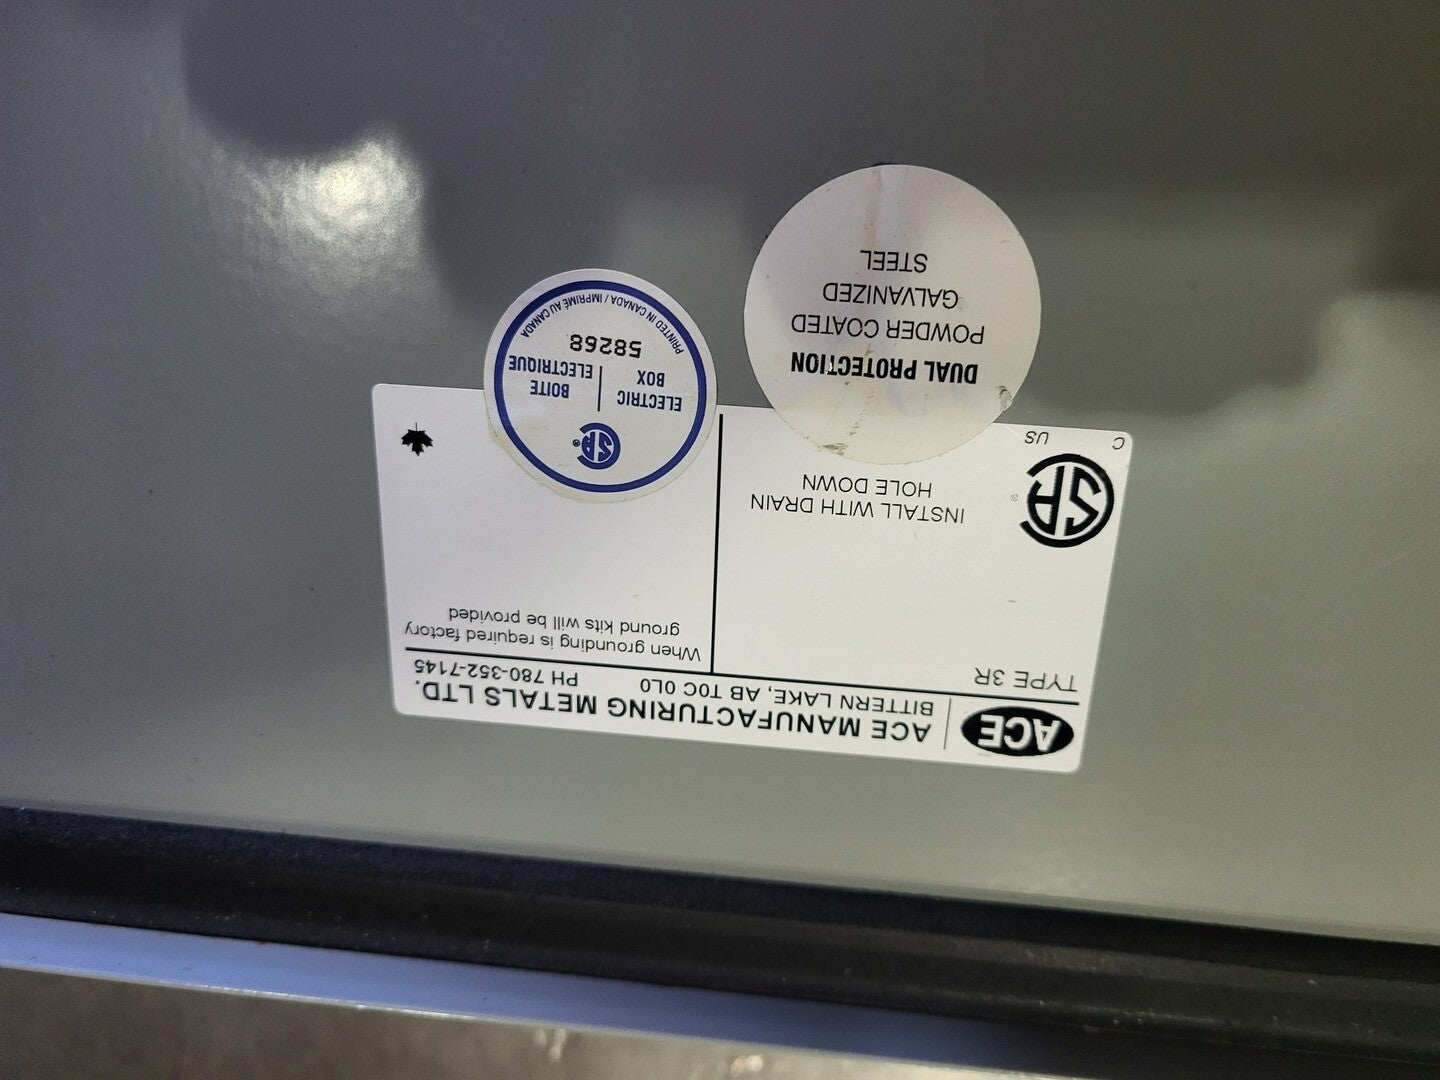 ACE
ACE MANUFACTURING METALS LTD.
BITTERN LAKE, AB T0C 0L0
PH 780-352-7145
TYPE 3R
When grounding is required factory
ground kits will be provided
INSTALL WITH DRAIN
HOLE DOWN
SA
®
C
US
SA®
ELECTRIC
BOX
BOITE
ELECTRIQUE
58268
PRINTED IN CANADA / IMPRIMÉ AU CANADA
DUAL PROTECTION
POWDER COATED
GALVANIZED
STEEL